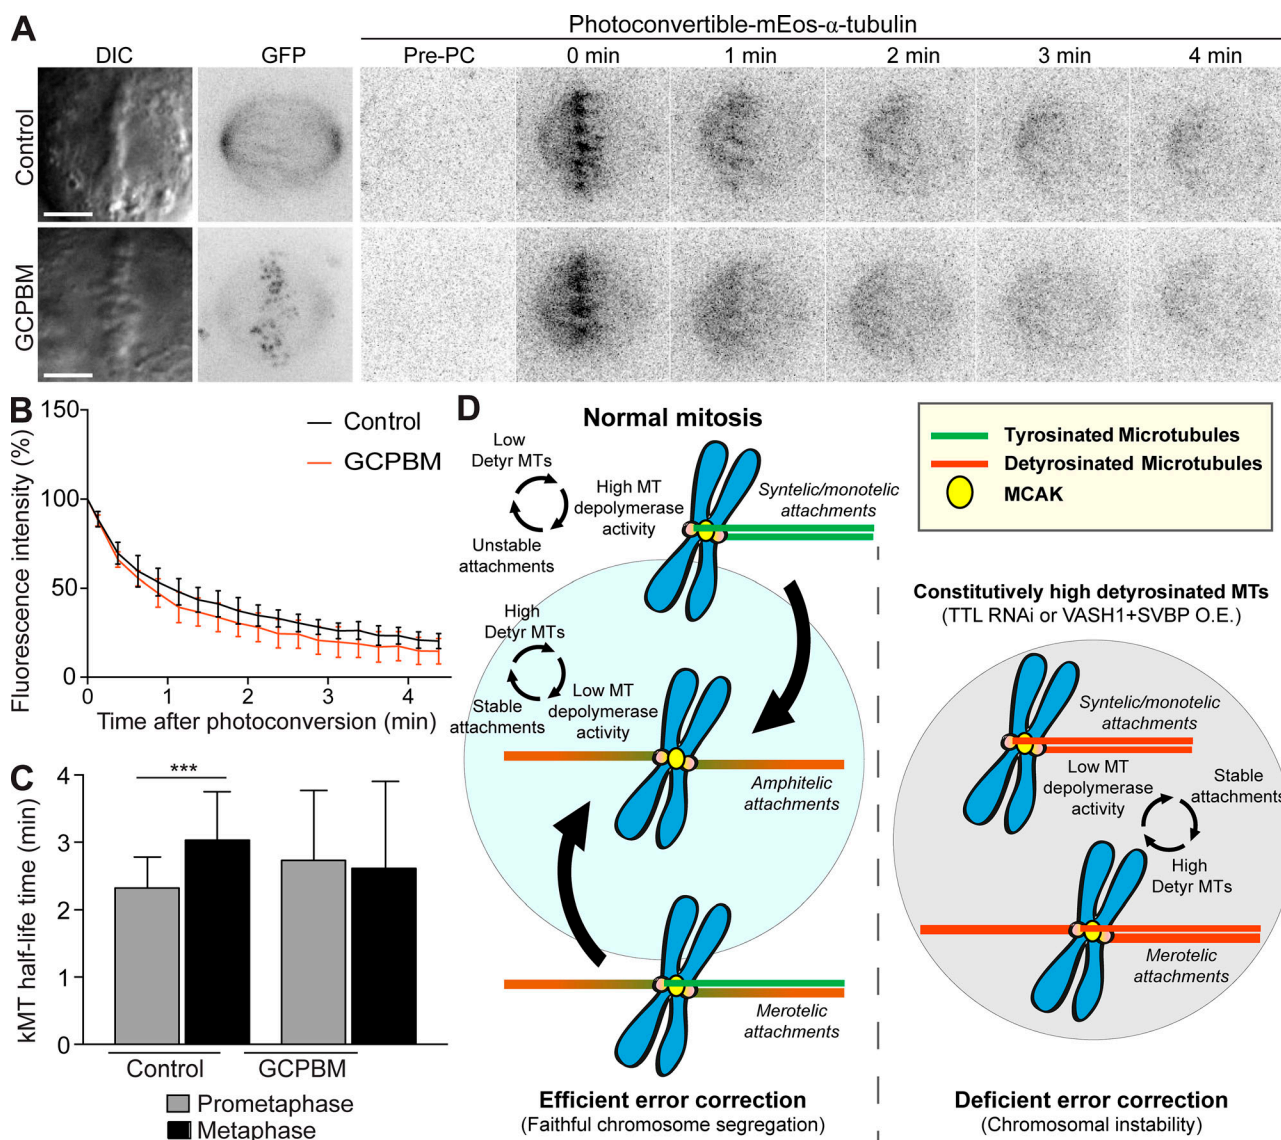 A
Photoconvertible-mEos-α-tubulin
DIC
GFP
Pre-PC
0 min
1 min
2 min
3 min
4 min
Control
GCPBM
B
Fluorescence intensity (%)
150
100
50
0
Control
GCPBM
0
1
2
3
4
Time after photoconversion (min)
C
kMT half-life time (min)
4
3
2
1
0
***
Control
GCPBM
Prometaphase
Metaphase
D
Normal mitosis
Low
Detyr MTs
High MT
depolymerase
activity
Unstable
attachments
Syntelic/monotelic
attachments
High
Detyr MTs
Low MT
depolymerase
activity
Stable
attachments
Amphitelic
attachments
Merotelic
attachments
Efficient error correction
(Faithful chromosome segregation)
Tyrosinated Microtubules
Detyrosinated Microtubules
MCAK
Constitutively high detyrosinated MTs
(TTL RNAi or VASH1+SVBP O.E.)
Syntelic/monotelic
attachments
Low MT
depolymerase
activity
Stable
attachments
High
Detyr MTs
Merotelic
attachments
Deficient error correction
(Chromosomal instability)